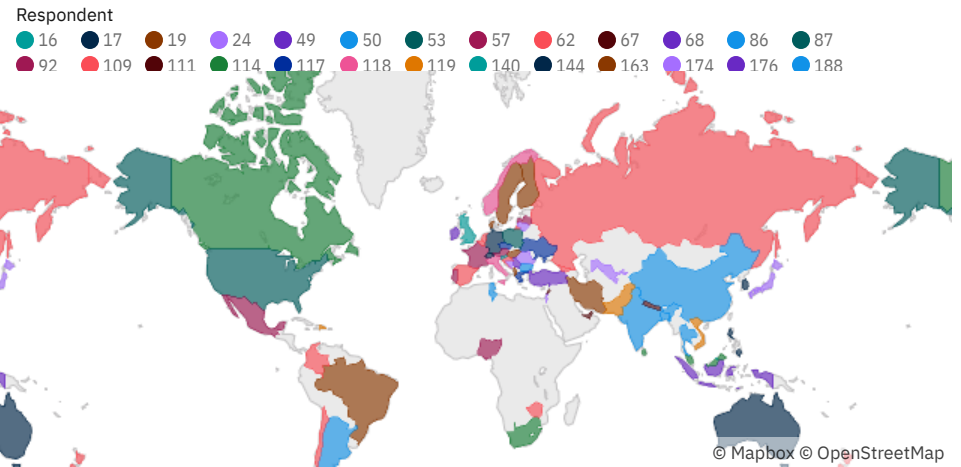 Respondent
16 17 19 24 49 50 53 57 62 67 68 86 87
92 109 111 114 117 118 119 140 144 163 174 176 188
© Mapbox © OpenStreetMap